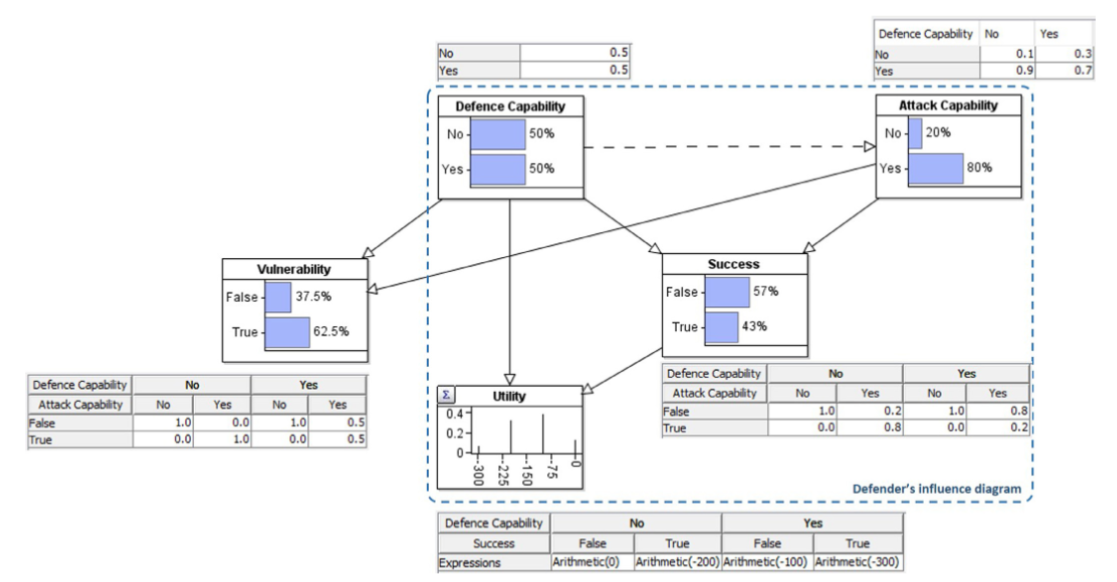 Defence Capability No Yes
No 0.1 0.3
Yes 0.9 0.7
No 0.5
Yes 0.5
Defence Capability
No 50%
Yes 50%
Attack Capability
No 20%
Yes 80%
Vulnerability
False 37.5%
True 62.5%
Success
False 57%
True 43%
Defence Capability No Yes
Attack Capability No Yes No Yes
False 1.0 0.0 1.0 0.5
True 0.0 1.0 0.0 0.5
Defence Capability No Yes
Attack Capability No Yes No Yes
False 1.0 0.2 1.0 0.8
True 0.0 0.8 0.0 0.2
Σ Utility
0.4
0.2
0
-300 -225 -150 -75 -0
Defender's influence diagram
Defence Capability No Yes
Success False True False True
Expressions Arithmetic(0) Arithmetic(-200) Arithmetic(-100) Arithmetic(-300)